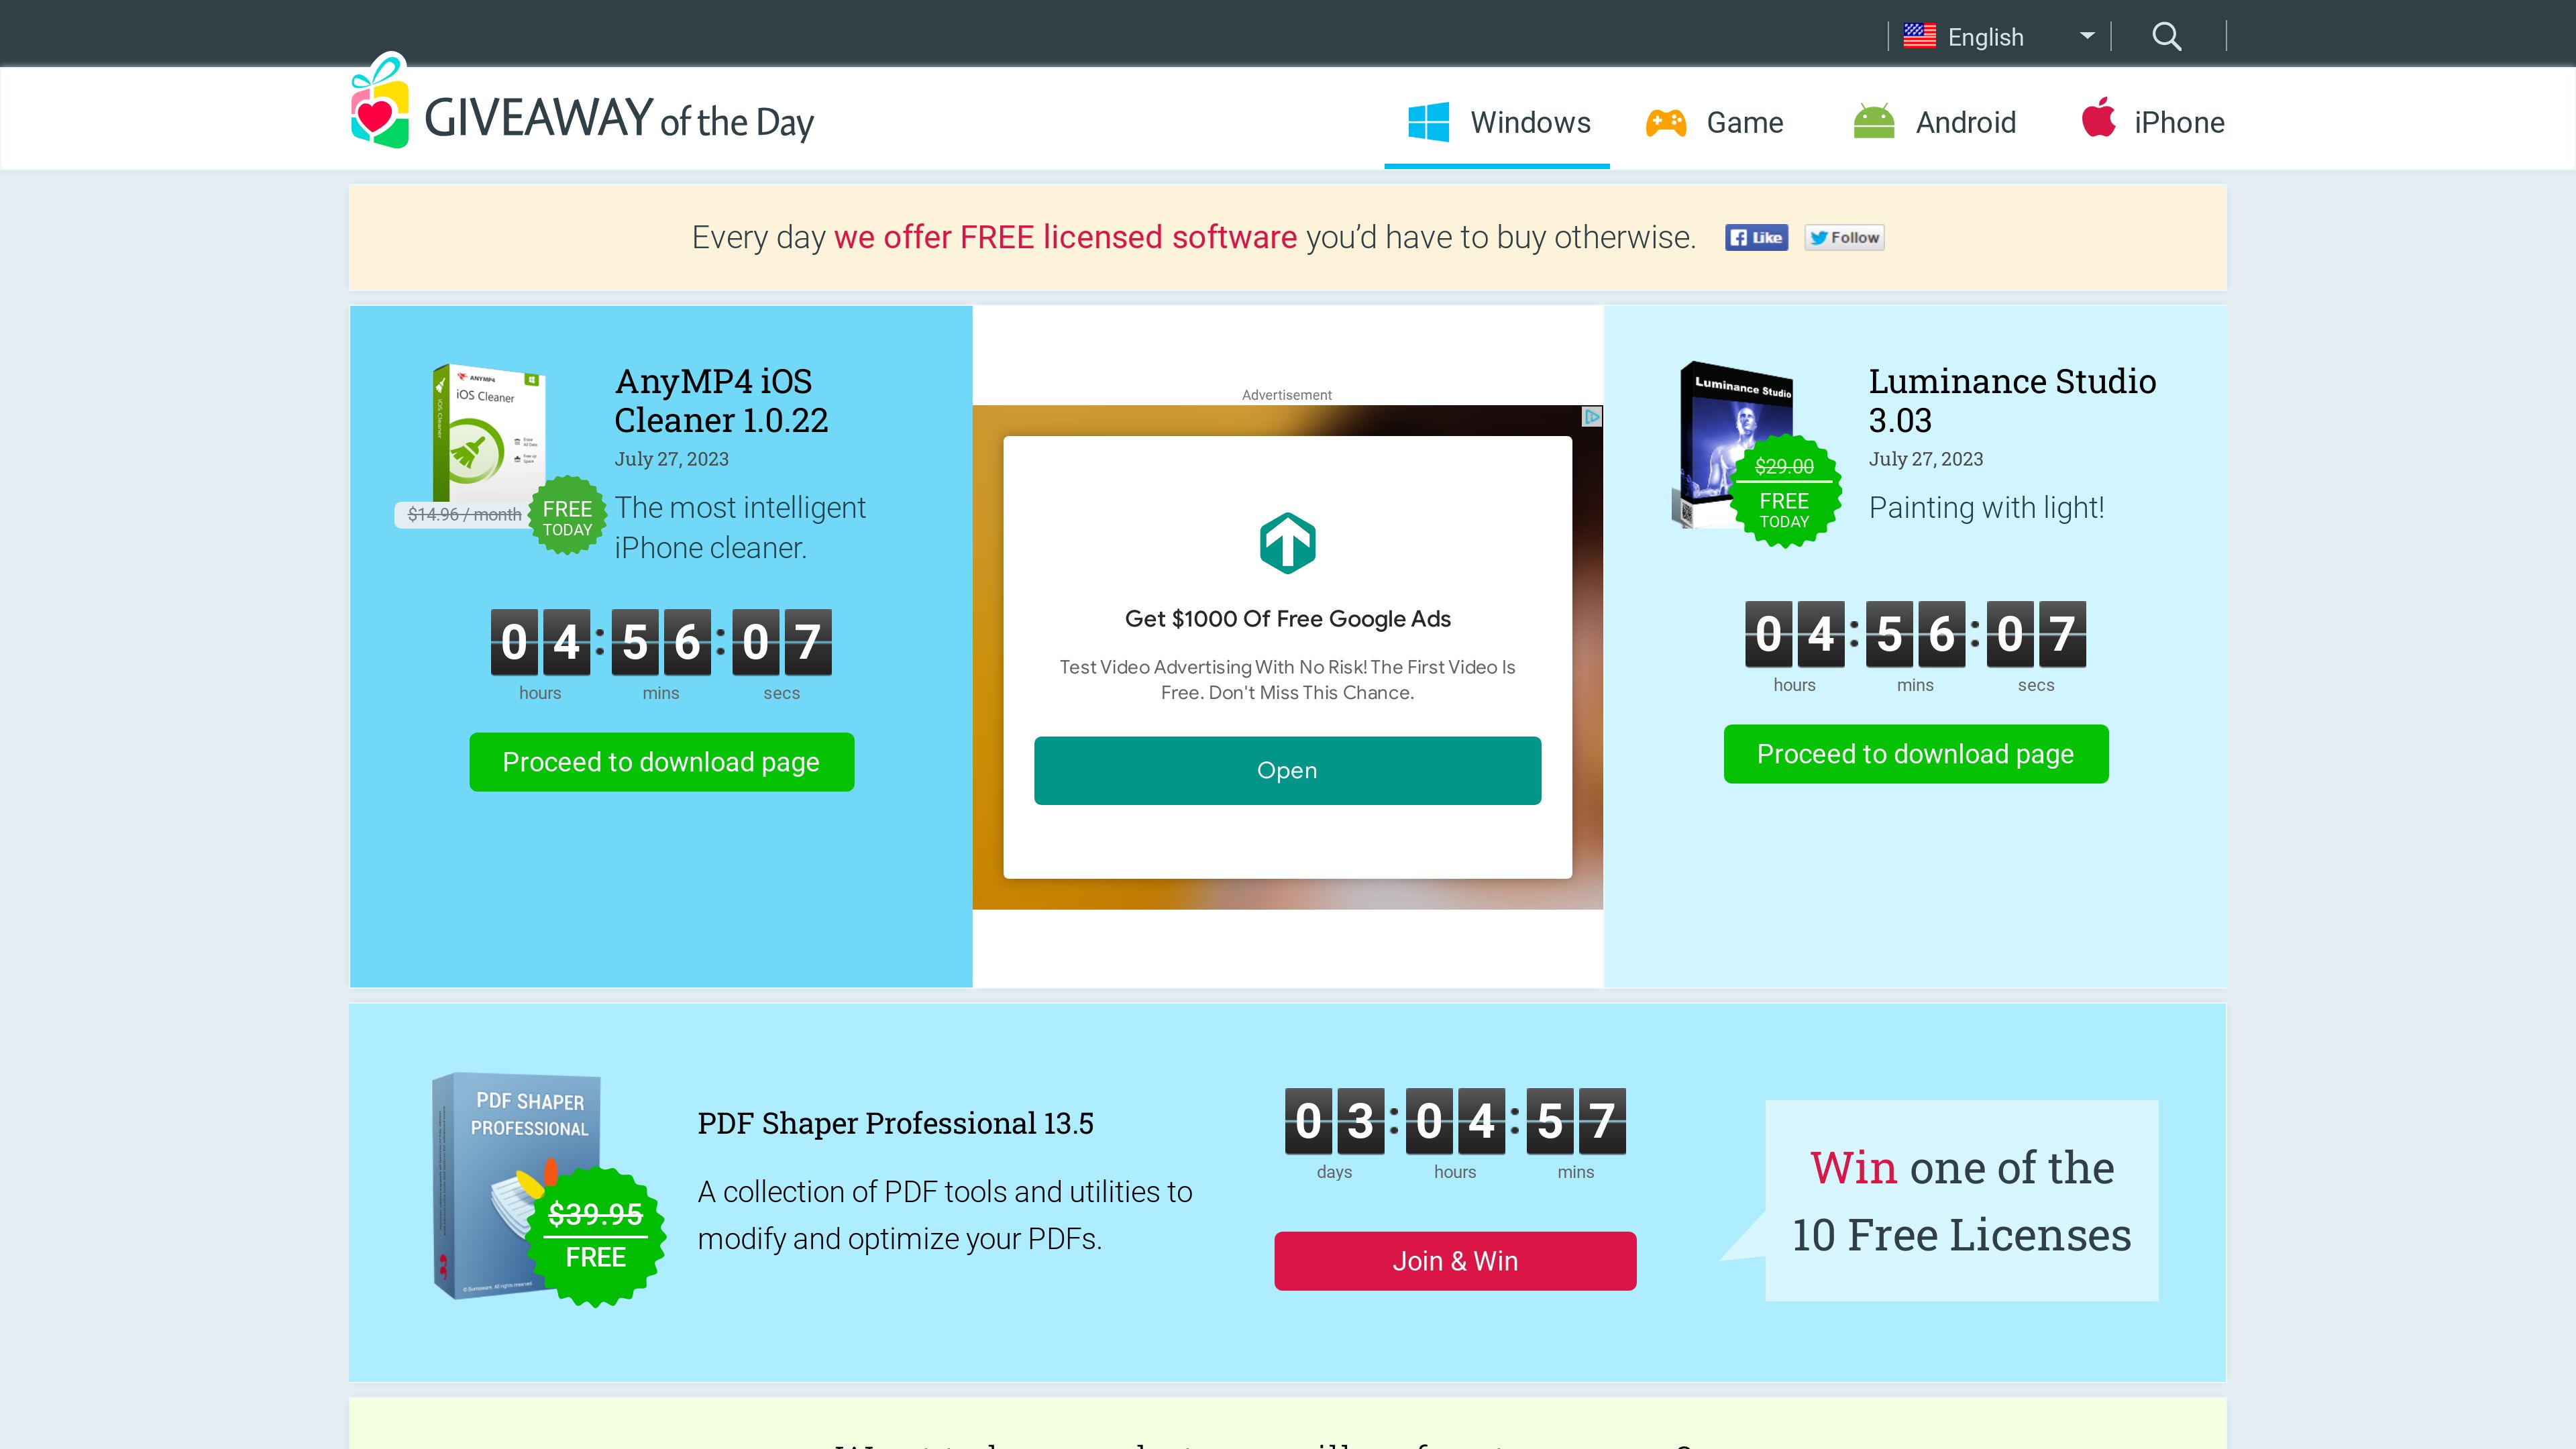 English
GIVEAWAY of the Day
Windows
Game
Android
iPhone
Every day we offer FREE licensed software you’d have to buy otherwise.
Like
Follow
ANYMP4
iOS Cleaner
iOS Cleaner
$14.96 / month
FREE
TODAY
AnyMP4 iOS
Cleaner 1.0.22
July 27, 2023
The most intelligent
iPhone cleaner.
04:56:07
hours mins secs
Proceed to download page
Advertisement
Get $1000 Of Free Google Ads
Test Video Advertising With No Risk! The First Video Is
Free. Don't Miss This Chance.
Open
Luminance Studio
$29.00
FREE
TODAY
Luminance Studio
3.03
July 27, 2023
Painting with light!
04:56:07
hours mins secs
Proceed to download page
PDF SHAPER
PROFESSIONAL
$39.95
FREE
PDF Shaper Professional 13.5
A collection of PDF tools and utilities to
modify and optimize your PDFs.
03:04:57
days hours mins
Join & Win
Win one of the
10 Free Licenses